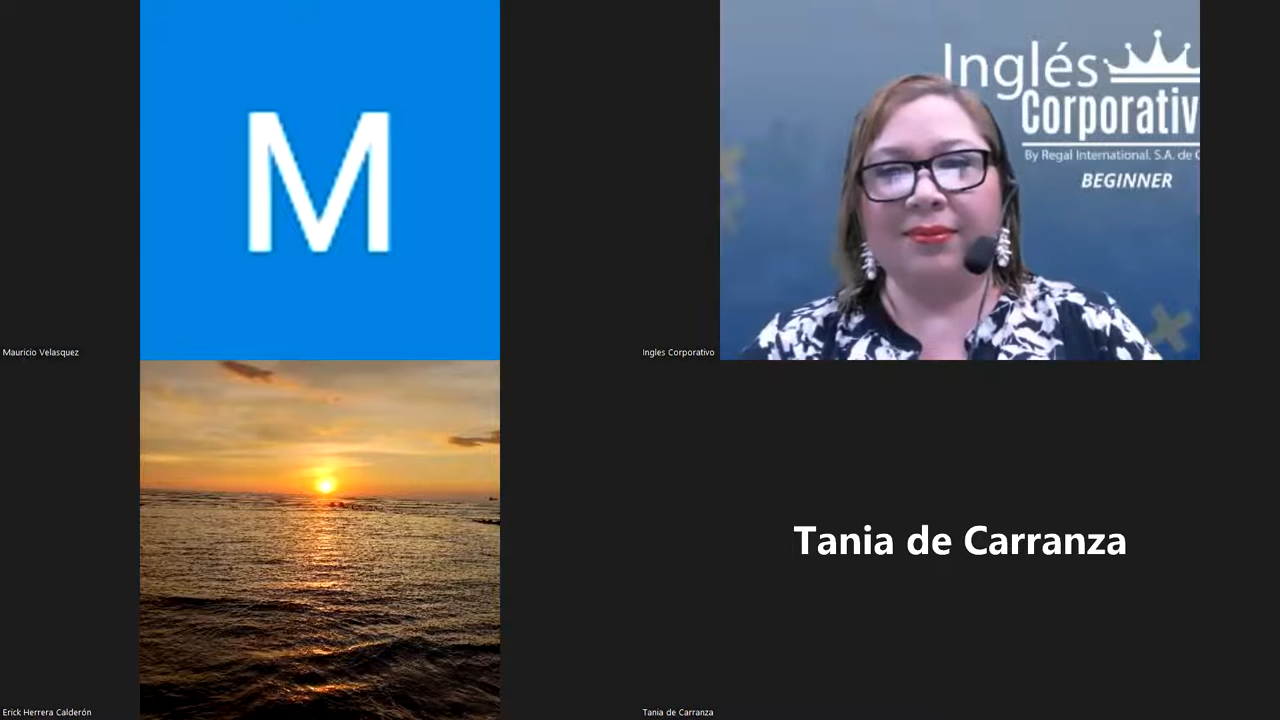 M
Inglés
Corporativ
By Regal International. S.A. de C
BEGINNER
Mauricio Velasquez
Ingles Corporativo
Tania de Carranza
Erick Herrera Calderón
Tania de Carranza